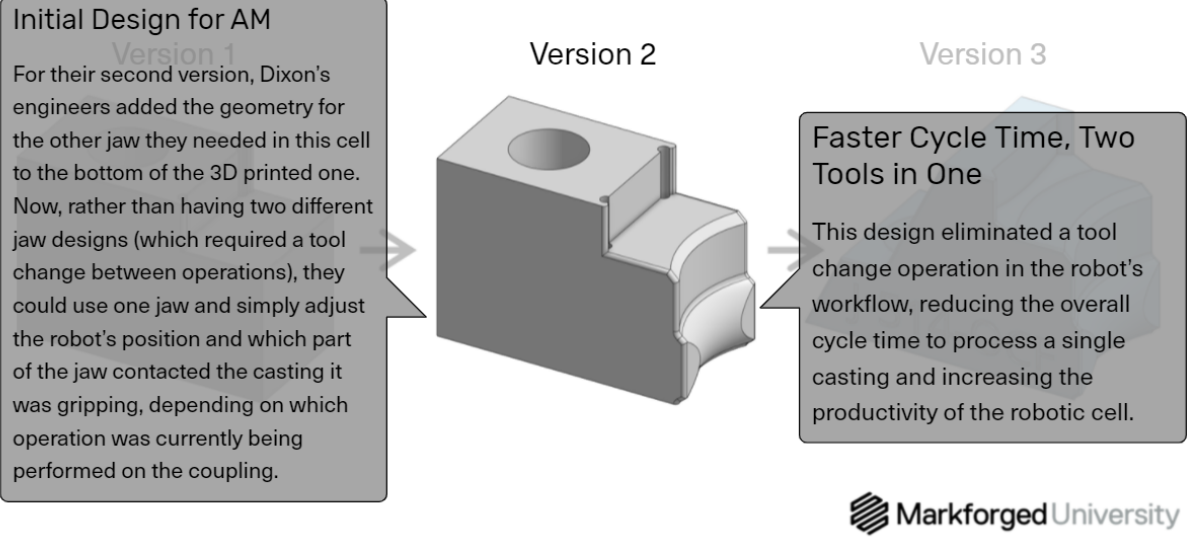 Initial Design for AM
Version 1
For their second version, Dixon's
engineers added the geometry for
the other jaw they needed in this cell
to the bottom of the 3D printed one.
Now, rather than having two different
jaw designs (which required a tool
change between operations), they
could use one jaw and simply adjust
the robot's position and which part
of the jaw contacted the casting it
was gripping, depending on which
operation was currently being
performed on the coupling.
Version 2
Version 3
Faster Cycle Time, Two
Tools in One
This design eliminated a tool
change operation in the robot's
workflow, reducing the overall
cycle time to process a single
casting and increasing the
productivity of the robotic cell.
Markforged University